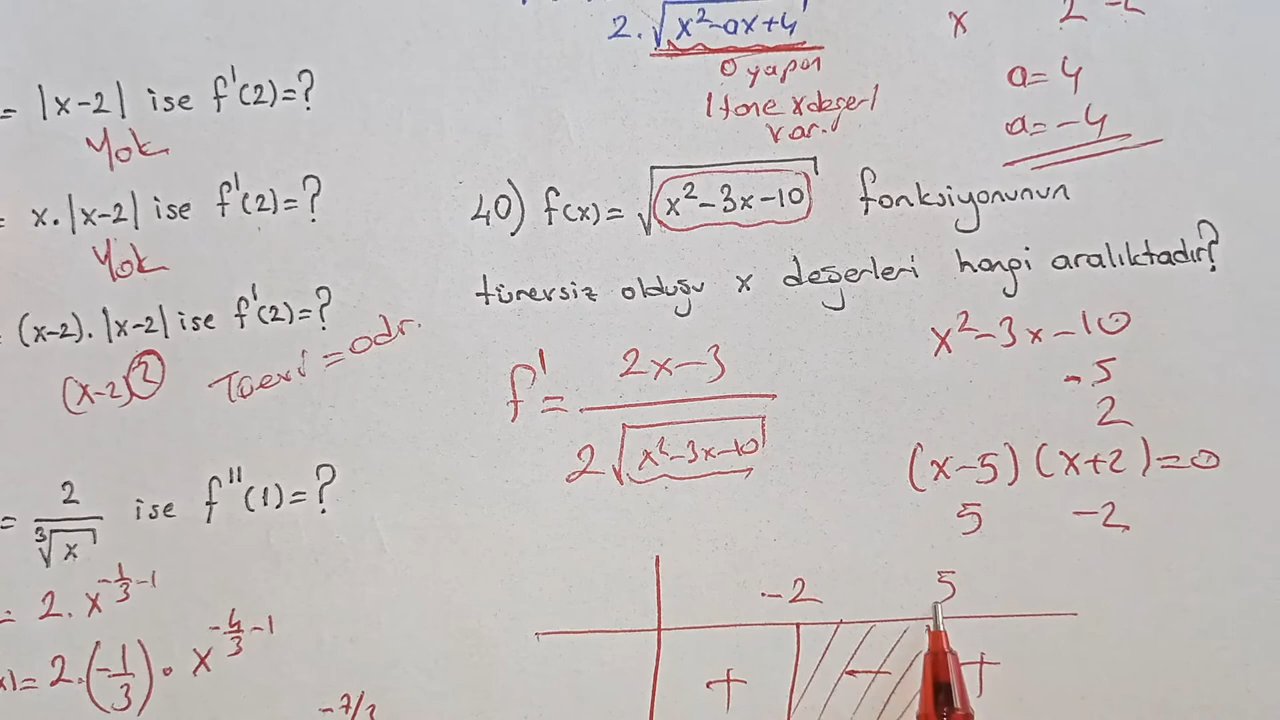 = |x-2| ise f'(2)=?
Yok
= x.|x-2| ise f'(2)=?
Yok
(x-2).|x-2| ise f'(2)=?
(x-2)²
= 2/∛x ise f''(1)=?
= 2.x^(-1/3-1)
= 2.(-1/3).x^(-4/3-1)
-7/3
2.√(x²-ax+4)
0 yapan
1 tane x değeri
var.
x 2 -2
a=4
a=-4
40) f(x)=√(x²-3x-10) fonksiyonunun
türevsiz olduğu x değerleri hangi aralıktadır?
f' = (2x-3)/(2√(x²-3x-10))
x²-3x-10
-5
2
(x-5)(x+2)=0
5 -2
-2 5
+ - +